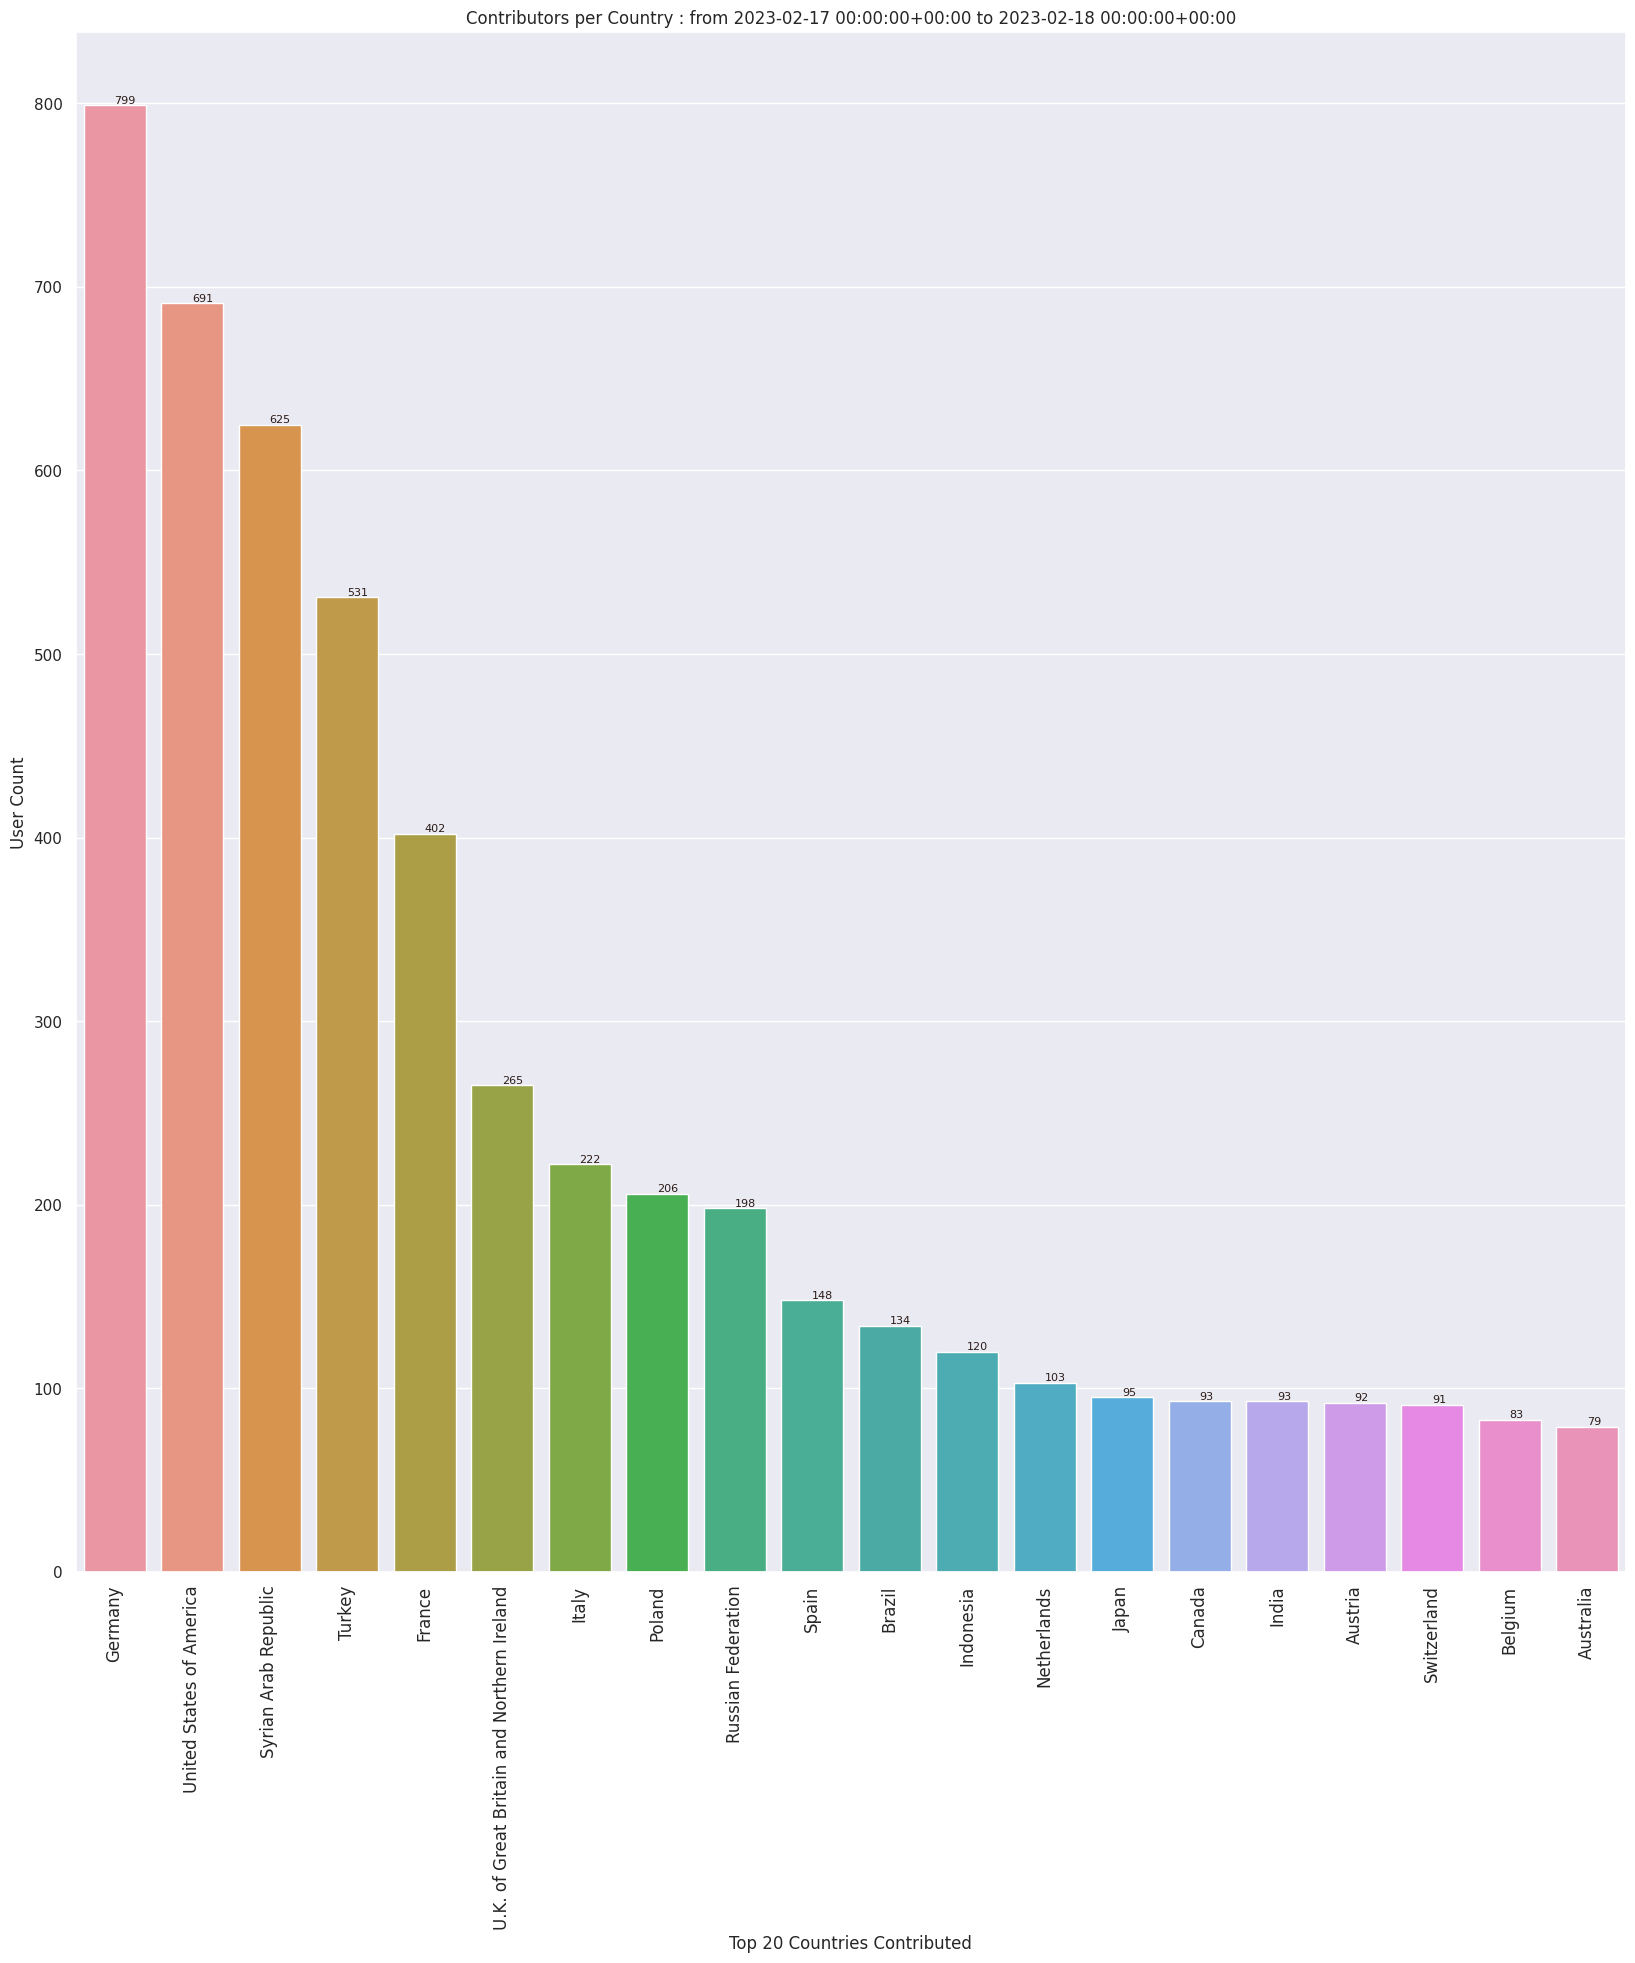 Contributors per Country : from 2023-02-17 00:00:00+00:00 to 2023-02-18 00:00:00+00:00
User Count
800
700
600
500
400
300
200
100
0
799
691
625
531
402
265
222
206
198
148
134
120
103
95
93
93
92
91
83
79
Germany
United States of America
Syrian Arab Republic
Turkey
France
U.K. of Great Britain and Northern Ireland
Italy
Poland
Russian Federation
Spain
Brazil
Indonesia
Netherlands
Japan
Canada
India
Austria
Switzerland
Belgium
Australia
Top 20 Countries Contributed